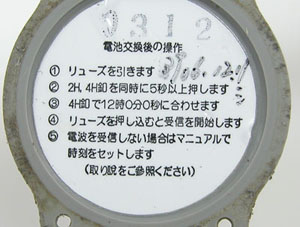 0312
電池交換後の操作
① リューズを引きます
② 2H, 4H釦を同時に5秒以上押します
③ 4H釦で12時0分0秒に合わせます
④ リューズを押し込むと受信を開始します
⑤ 電波を受信しない場合はマニュアルで
時刻をセットします
(取り説をご参照ください)